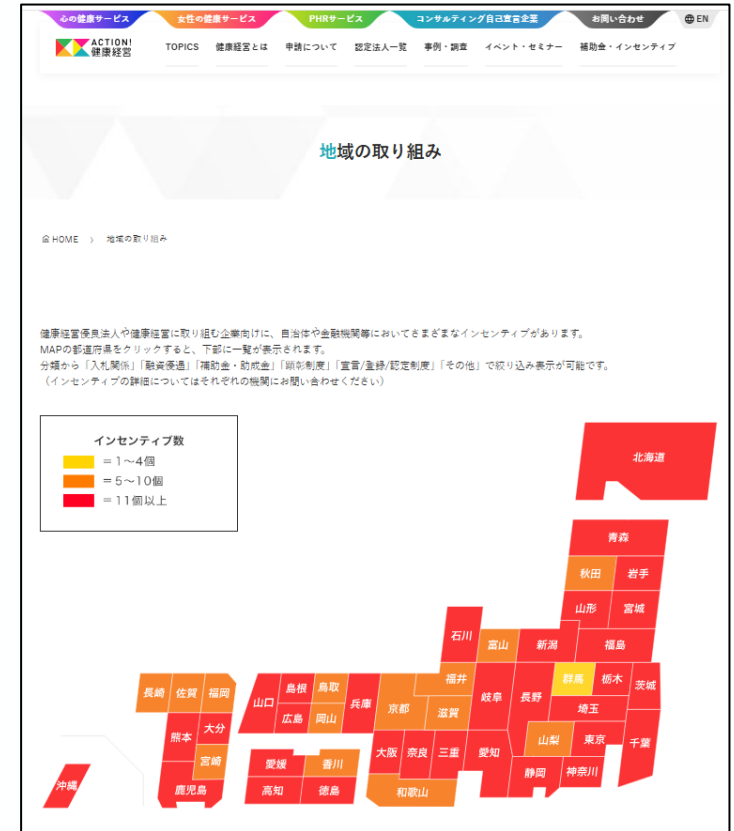 心の健康サービス 女性の健康サービス PHRサービス コンサルティング自己宣言企業 お問い合わせ EN
ACTION!
健康経営
TOPICS 健康経営とは 申請について 認定法人一覧 事例・調査 イベント・セミナー 補助金・インセンティブ
地域の取り組み
HOME 〉 地域の取り組み
健康経営優良法人や健康経営に取り組む企業向けに、自治体や金融機関等においてさまざまなインセンティブがあります。
MAPの都道府県をクリックすると、下部に一覧が表示されます。
分類から「入札関係」「融資優遇」「補助金・助成金」「顕彰制度」「宣言/登録/認定制度」「その他」で絞り込み表示が可能です。
（インセンティブの詳細についてはそれぞれの機関にお問い合わせください）
インセンティブ数
＝1～4個
＝5～10個
＝11個以上
北海道
青森
秋田 岩手
山形 宮城
石川 富山 新潟 福島
福井 岐阜 長野 群馬 栃木 茨城
長崎 佐賀 福岡 山口 島根 鳥取 兵庫 京都 滋賀 埼玉
広島 岡山
熊本 大分 大阪 奈良 三重 愛知 山梨 東京 千葉
宮崎 愛媛 香川 静岡 神奈川
沖縄 鹿児島 高知 徳島 和歌山